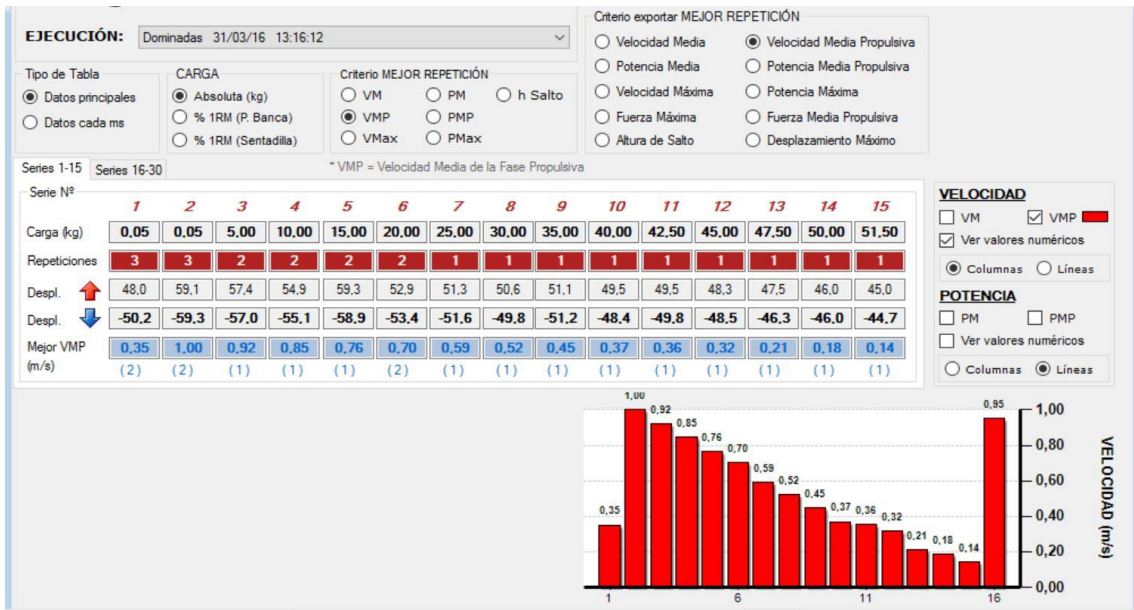 EJECUCIÓN: Dominadas 31/03/16 13:16:12
Criterio exportar MEJOR REPETICIÓN
Velocidad Media Velocidad Media Propulsiva
Potencia Media Potencia Media Propulsiva
Velocidad Máxima Potencia Máxima
Fuerza Máxima Fuerza Media Propulsiva
Altura de Salto Desplazamiento Máximo
Tipo de Tabla
Datos principales
Datos cada ms
CARGA
Absoluta (kg)
% 1RM (P. Banca)
% 1RM (Sentadilla)
Criterio MEJOR REPETICIÓN
VM PM h Salto
VMP PMP
VMax PMax
Series 1-15 Series 16-30
* VMP = Velocidad Media de la Fase Propulsiva
Serie Nº
1 2 3 4 5 6 7 8 9 10 11 12 13 14 15
Carga (kg) 0,05 0,05 5,00 10,00 15,00 20,00 25,00 30,00 35,00 40,00 42,50 45,00 47,50 50,00 51,50
Repeticiones 3 3 2 2 2 2 1 1 1 1 1 1 1 1 1
Despl. 48,0 59,1 57,4 54,9 59,3 52,9 51,3 50,6 51,1 49,5 49,5 48,3 47,5 46,0 45,0
Despl. -50,2 -59,3 -57,0 -55,1 -58,9 -53,4 -51,6 -49,8 -51,2 -48,4 -49,8 -48,5 -46,3 -46,0 -44,7
Mejor VMP 0,35 1,00 0,92 0,85 0,76 0,70 0,59 0,52 0,45 0,37 0,36 0,32 0,21 0,18 0,14
(m/s) (2) (2) (1) (1) (1) (2) (1) (1) (1) (1) (1) (1) (1) (1) (1)
VELOCIDAD
VM VMP
Ver valores numéricos
Columnas Líneas
POTENCIA
PM PMP
Ver valores numéricos
Columnas Líneas
0,35 1,00 0,92 0,85 0,76 0,70 0,59 0,52 0,45 0,37 0,36 0,32 0,21 0,18 0,14 0,95
1,00
0,80
0,60
0,40
0,20
0,00
VELOCIDAD (m/s)
1 6 11 16